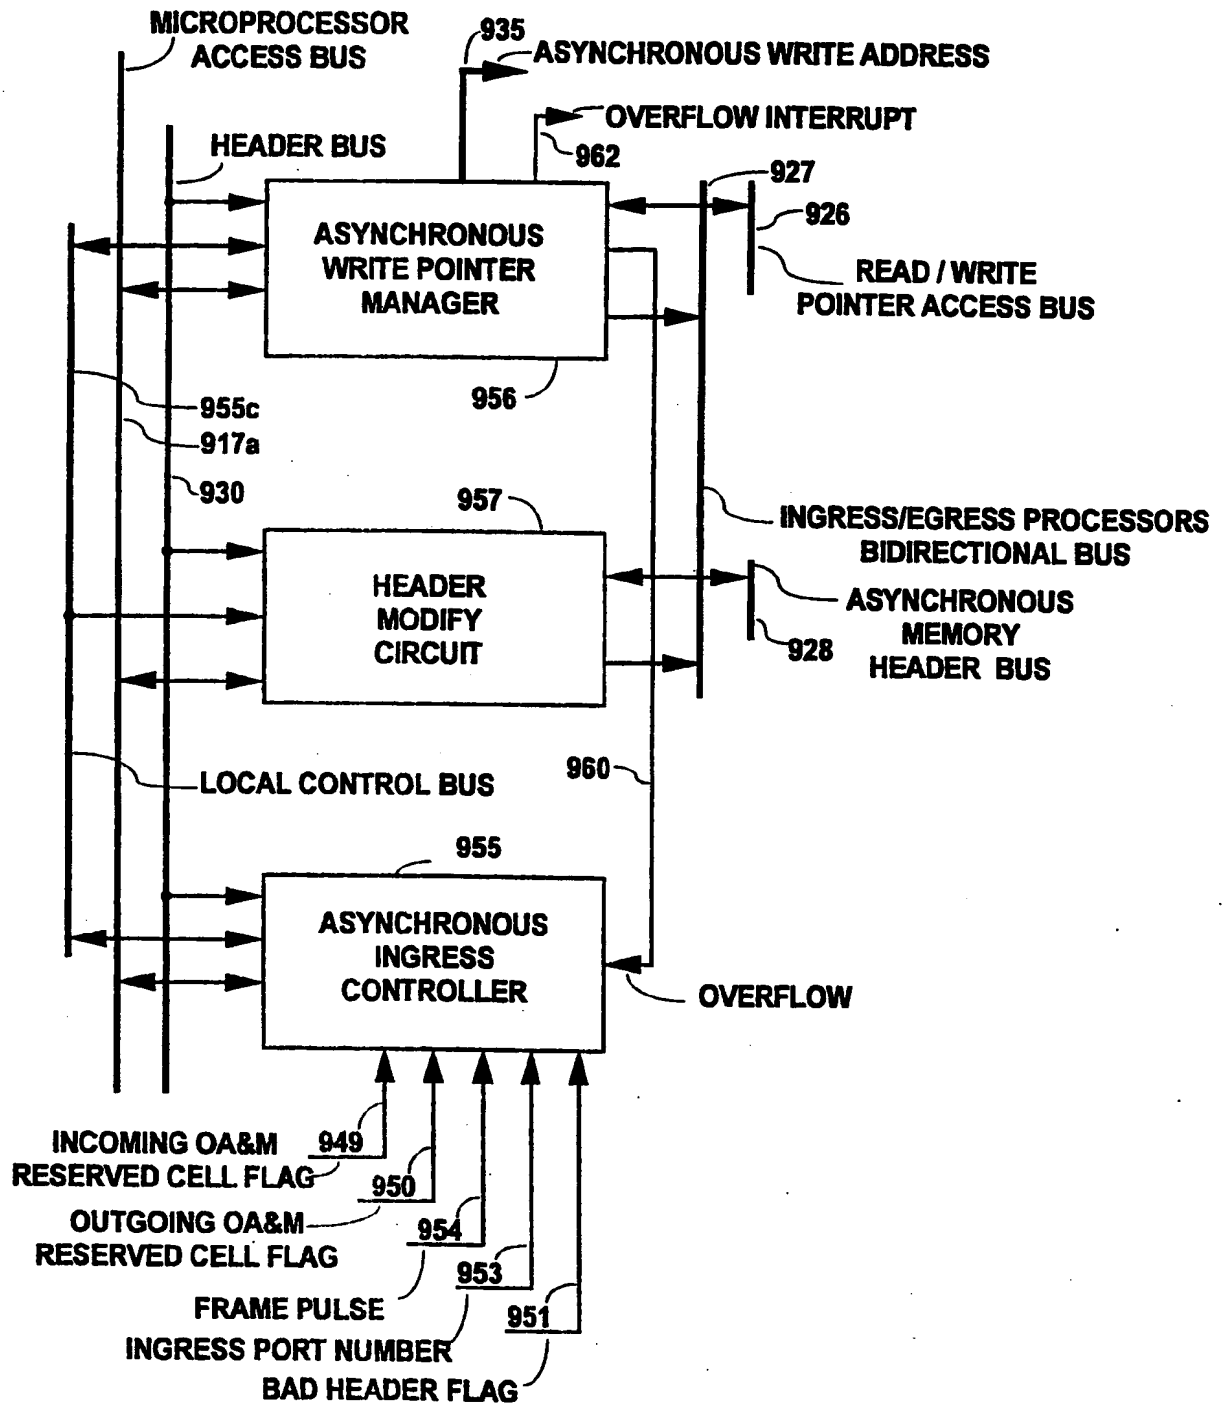 MICROPROCESSOR
ACCESS BUS
935
ASYNCHRONOUS WRITE ADDRESS
OVERFLOW INTERRUPT
962
HEADER BUS
927
926
READ / WRITE
POINTER ACCESS BUS
ASYNCHRONOUS
WRITE POINTER
MANAGER
956
955c
917a
930
957
INGRESS/EGRESS PROCESSORS
BIDIRECTIONAL BUS
HEADER
MODIFY
CIRCUIT
ASYNCHRONOUS
MEMORY
HEADER BUS
928
960
LOCAL CONTROL BUS
955
ASYNCHRONOUS
INGRESS
CONTROLLER
OVERFLOW
INCOMING OA&M
RESERVED CELL FLAG
949
950
OUTGOING OA&M
RESERVED CELL FLAG
954
953
FRAME PULSE
951
INGRESS PORT NUMBER
BAD HEADER FLAG